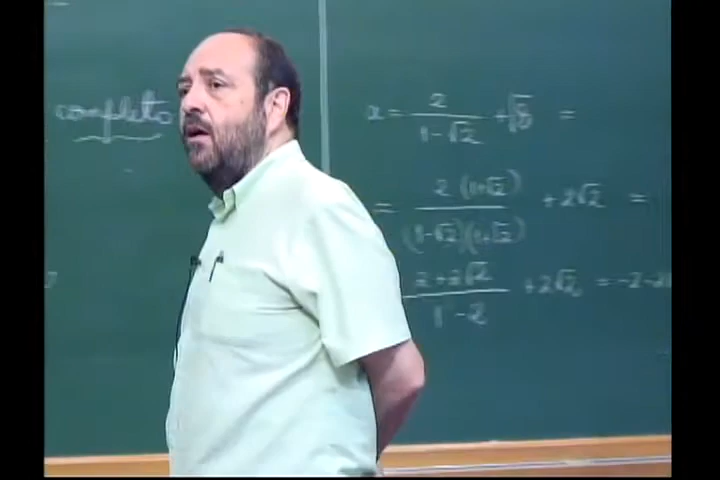 completo
x = 2/(1-√2) + √8 =
= 2(1+√2)/((1-√2)(1+√2)) + 2√2 =
2+2√2/(1-2) + 2√2 = -2-2